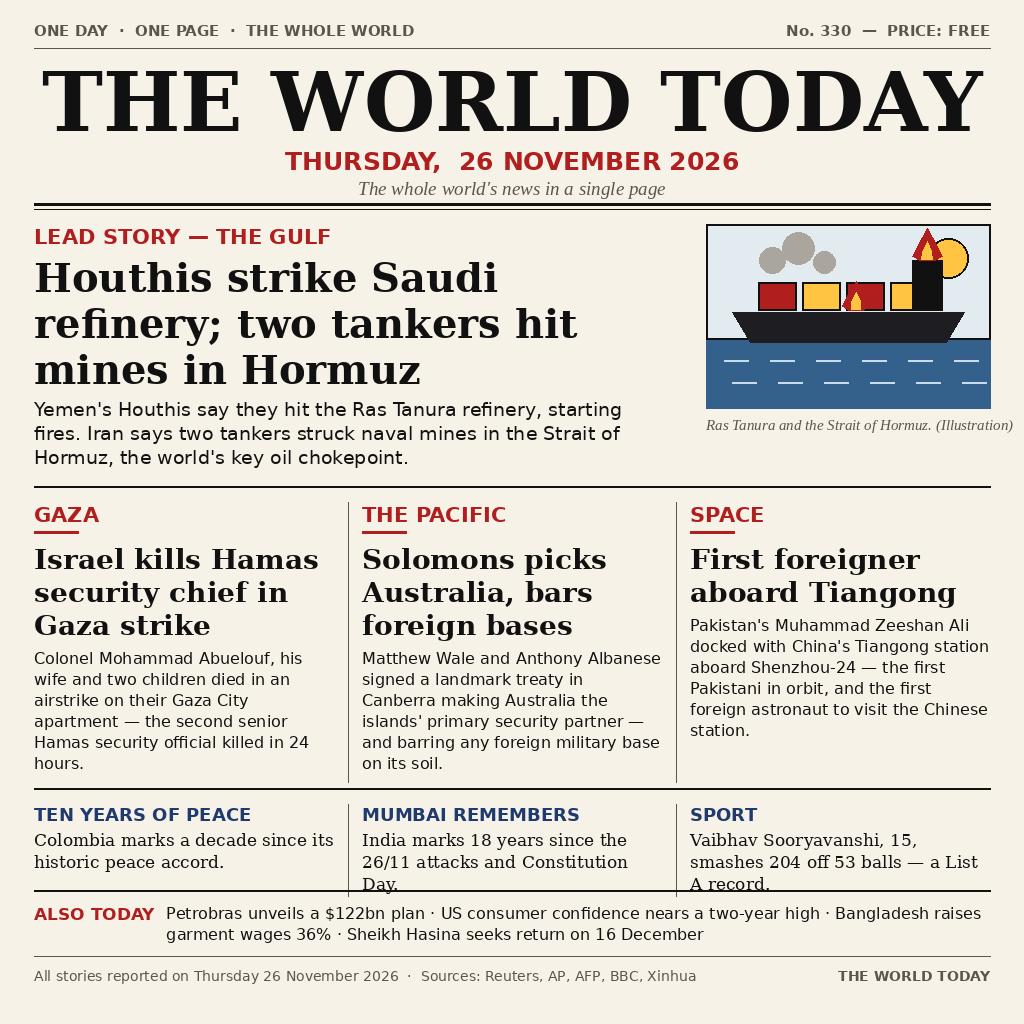 ONE DAY · ONE PAGE · THE WHOLE WORLD
No. 330 — PRICE: FREE
THE WORLD TODAY
THURSDAY, 26 NOVEMBER 2026
The whole world's news in a single page
LEAD STORY — THE GULF
Houthis strike Saudi
refinery; two tankers hit
mines in Hormuz
Yemen's Houthis say they hit the Ras Tanura refinery, starting
fires. Iran says two tankers struck naval mines in the Strait of
Hormuz, the world's key oil chokepoint.
Ras Tanura and the Strait of Hormuz. (Illustration)
GAZA
Israel kills Hamas
security chief in
Gaza strike
Colonel Mohammad Abuelouf, his
wife and two children died in an
airstrike on their Gaza City
apartment — the second senior
Hamas security official killed in 24
hours.
THE PACIFIC
Solomons picks
Australia, bars
foreign bases
Matthew Wale and Anthony Albanese
signed a landmark treaty in
Canberra making Australia the
islands' primary security partner —
and barring any foreign military base
on its soil.
SPACE
First foreigner
aboard Tiangong
Pakistan's Muhammad Zeeshan Ali
docked with China's Tiangong station
aboard Shenzhou-24 — the first
Pakistani in orbit, and the first
foreign astronaut to visit the Chinese
station.
TEN YEARS OF PEACE
Colombia marks a decade since its
historic peace accord.
MUMBAI REMEMBERS
India marks 18 years since the
26/11 attacks and Constitution
Day.
SPORT
Vaibhav Sooryavanshi, 15,
smashes 204 off 53 balls — a List
A record.
ALSO TODAY
Petrobras unveils a $122bn plan · US consumer confidence nears a two-year high · Bangladesh raises
garment wages 36% · Sheikh Hasina seeks return on 16 December
All stories reported on Thursday 26 November 2026 · Sources: Reuters, AP, AFP, BBC, Xinhua
THE WORLD TODAY